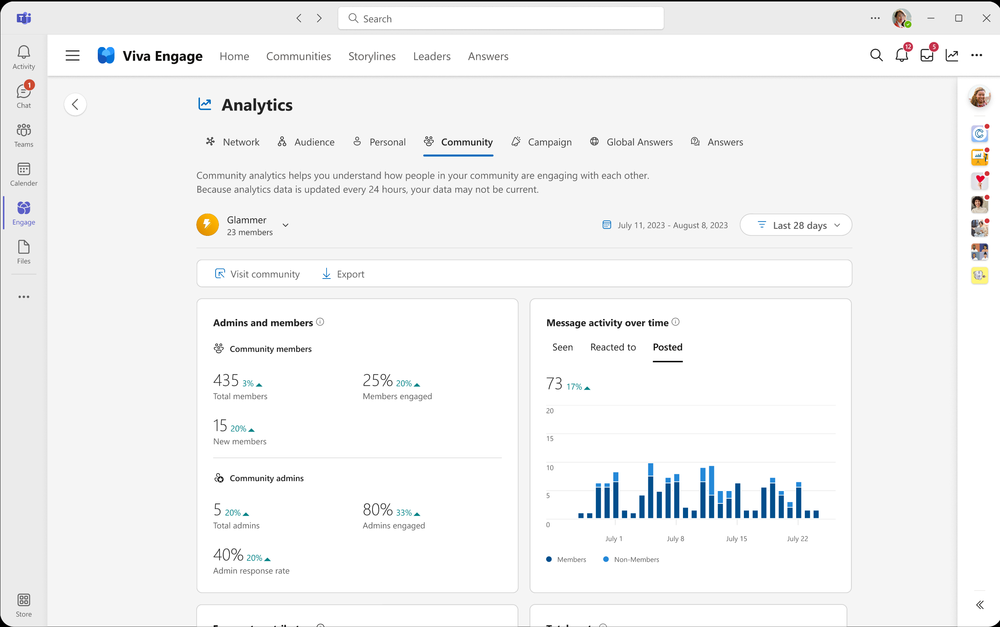 Search
Activity
1
Chat
Teams
Calender
Engage
Files
Store
Viva Engage
Home
Communities
Storylines
Leaders
Answers
12
5
Analytics
Network
Audience
Personal
Community
Campaign
Global Answers
Answers
Community analytics helps you understand how people in your community are engaging with each other.
Because analytics data is updated every 24 hours, your data may not be current.
Glammer
23 members
July 11, 2023 - August 8, 2023
Last 28 days
Visit community
Export
Admins and members
Community members
435 3%
Total members
25% 20%
Members engaged
15 20%
New members
Community admins
5 20%
Total admins
80% 33%
Admins engaged
40% 20%
Admin response rate
Message activity over time
Seen
Reacted to
Posted
73 17%
20
15
10
5
0
July 1
July 8
July 15
July 22
Members
Non-Members